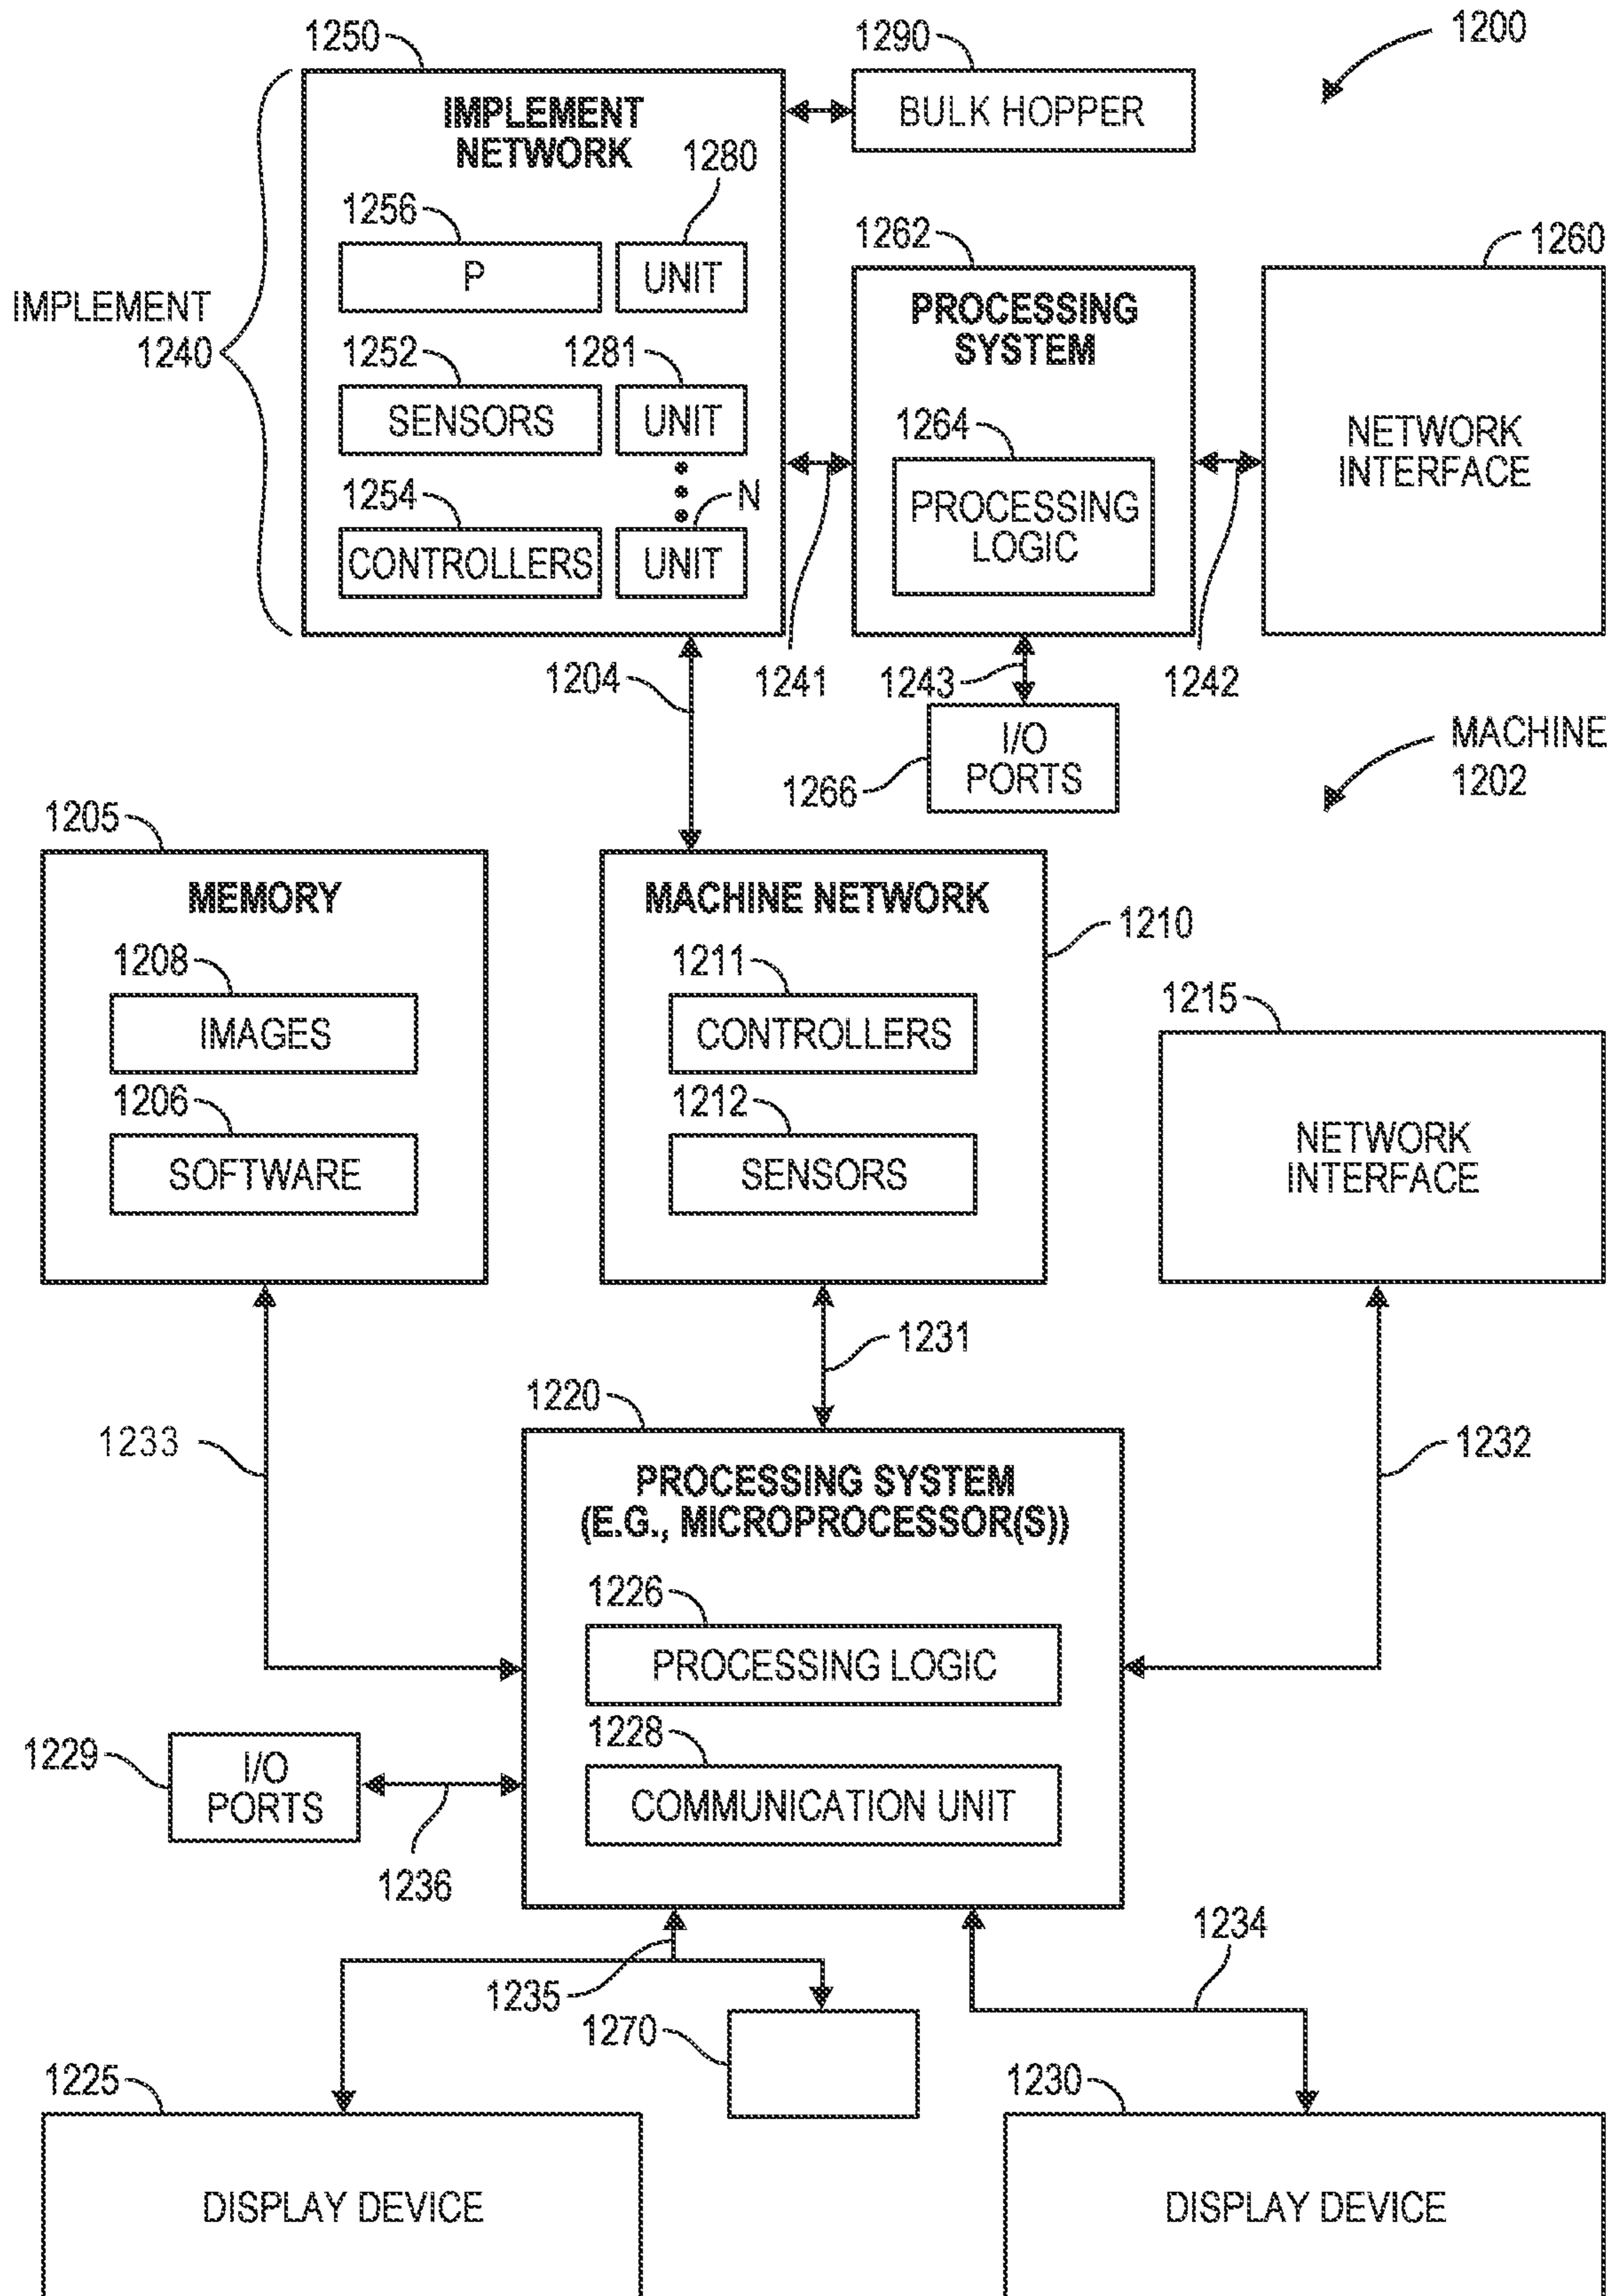 1250
1290
1200
IMPLEMENT
NETWORK
BULK HOPPER
1280
1256
P
UNIT
1262
1260
IMPLEMENT
1240
PROCESSING
SYSTEM
1252
1281
SENSORS
UNIT
1264
NETWORK
INTERFACE
1254
N
PROCESSING
LOGIC
CONTROLLERS
UNIT
1204
1241
1243
1242
I/O
PORTS
1266
MACHINE
1202
1205
MEMORY
MACHINE NETWORK
1210
1208
1211
1215
IMAGES
CONTROLLERS
1206
1212
SOFTWARE
SENSORS
NETWORK
INTERFACE
1231
1220
1233
1232
PROCESSING SYSTEM
(E.G., MICROPROCESSOR(S))
1226
PROCESSING LOGIC
1228
1229
I/O
PORTS
COMMUNICATION UNIT
1236
1234
1235
1270
1225
1230
DISPLAY DEVICE
DISPLAY DEVICE